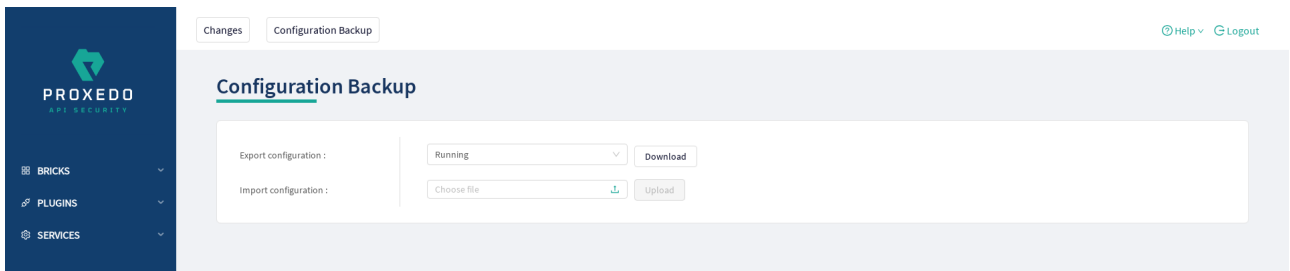 Changes
Configuration Backup
Help
Logout
PROXEDO
API SECURITY
Configuration Backup
Export configuration :
Running
Download
Import configuration :
Choose file
Upload
BRICKS
PLUGINS
SERVICES